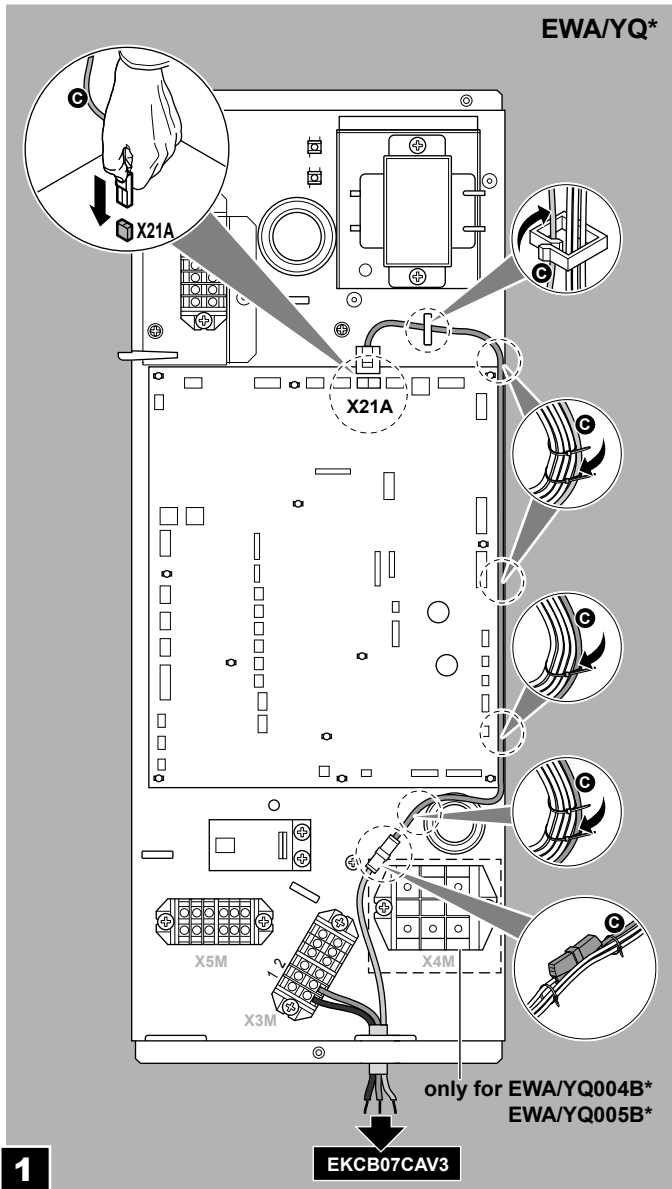 EWA/YQ*
C
X21A
C
X21A
C
C
C
C
X5M
1 2
X4M
X3M
only for EWA/YQ004B*
EWA/YQ005B*
1
EKCB07CAV3